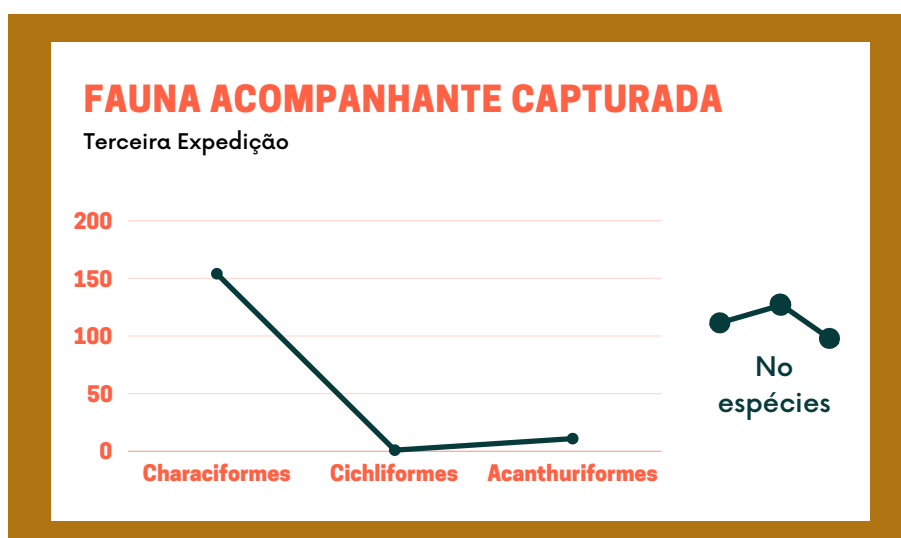 FAUNA ACOMPANHANTE CAPTURADA
Terceira Expedição
200
150
100
50
0
Characiformes Cichliformes Acanthuriformes
No
espécies